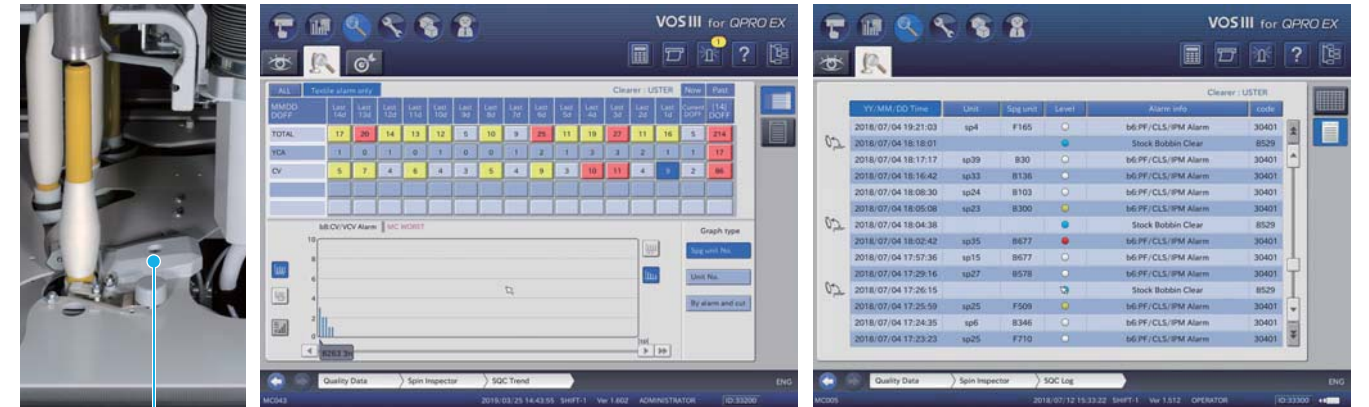 VOSIII for QPRO EX
1
?
ALL Textile alarm only Clearer : USTER Now Past
MMDD DOFF Last 14d Last 13d Last 12d Last 11d Last 10d Last 9d Last 8d Last 7d Last 6d Last 5d Last 4d Last 3d Last 2d Last 1d Current DOFF [14] DOFF
TOTAL 17 20 14 13 12 5 10 9 25 11 19 27 11 16 5 214
YCA 1 0 1 0 1 0 0 1 2 1 3 3 2 1 1 17
CV 5 7 4 6 4 3 5 4 9 3 10 11 4 9 2 86
b8:CV/VCV Alarm MC WORST
Graph type
10
8
6
4
2
0
Spg unit No.
Unit No.
By alarm and cut
[st]
Quality Data Spin Inspector SQC Trend ENG
MC043 2019/03/25 14:43:55 SHIFT-1 Ver 1.602 ADMINISTRATOR [ID:33200]
VOSIII for QPRO EX
?
Clearer : USTER
YY/MM/DD Time Unit Spg unit Level Alarm info code
2018/07/04 19:21:03 sp4 F165 b6:PF/CLS/IPM Alarm 30401
2018/07/04 18:18:01 Stock Bobbin Clear 8529
2018/07/04 18:17:17 sp39 B30 b6:PF/CLS/IPM Alarm 30401
2018/07/04 18:16:42 sp33 B136 b6:PF/CLS/IPM Alarm 30401
2018/07/04 18:08:30 sp24 B103 b6:PF/CLS/IPM Alarm 30401
2018/07/04 18:05:08 sp23 B300 b6:PF/CLS/IPM Alarm 30401
2018/07/04 18:04:38 Stock Bobbin Clear 8529
2018/07/04 18:02:42 sp35 B677 b6:PF/CLS/IPM Alarm 30401
2018/07/04 17:57:36 sp15 B677 b6:PF/CLS/IPM Alarm 30401
2018/07/04 17:29:16 sp27 B578 b6:PF/CLS/IPM Alarm 30401
2018/07/04 17:26:15 Stock Bobbin Clear 8529
2018/07/04 17:25:59 sp25 F509 b6:PF/CLS/IPM Alarm 30401
2018/07/04 17:24:35 sp6 B346 b6:PF/CLS/IPM Alarm 30401
2018/07/04 17:23:23 sp25 F710 b6:PF/CLS/IPM Alarm 30401
Quality Data Spin Inspector SQC Log ENG
MC005 2018/07/12 15:33:22 SHIFT-1 Ver 1.512 OPERATOR [ID:33300]